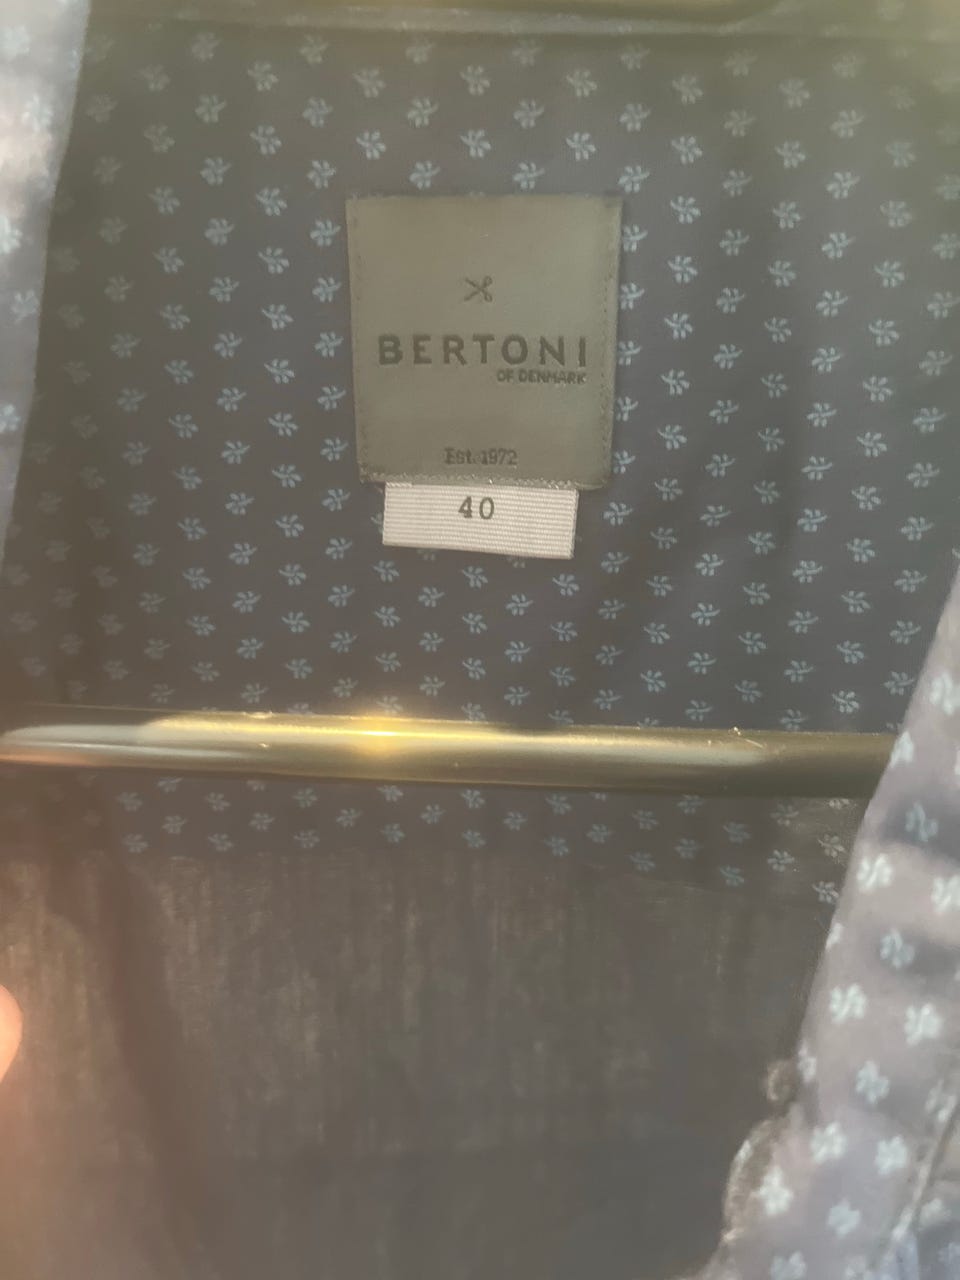 BERTONI
OF DENMARK
Est. 1972
40